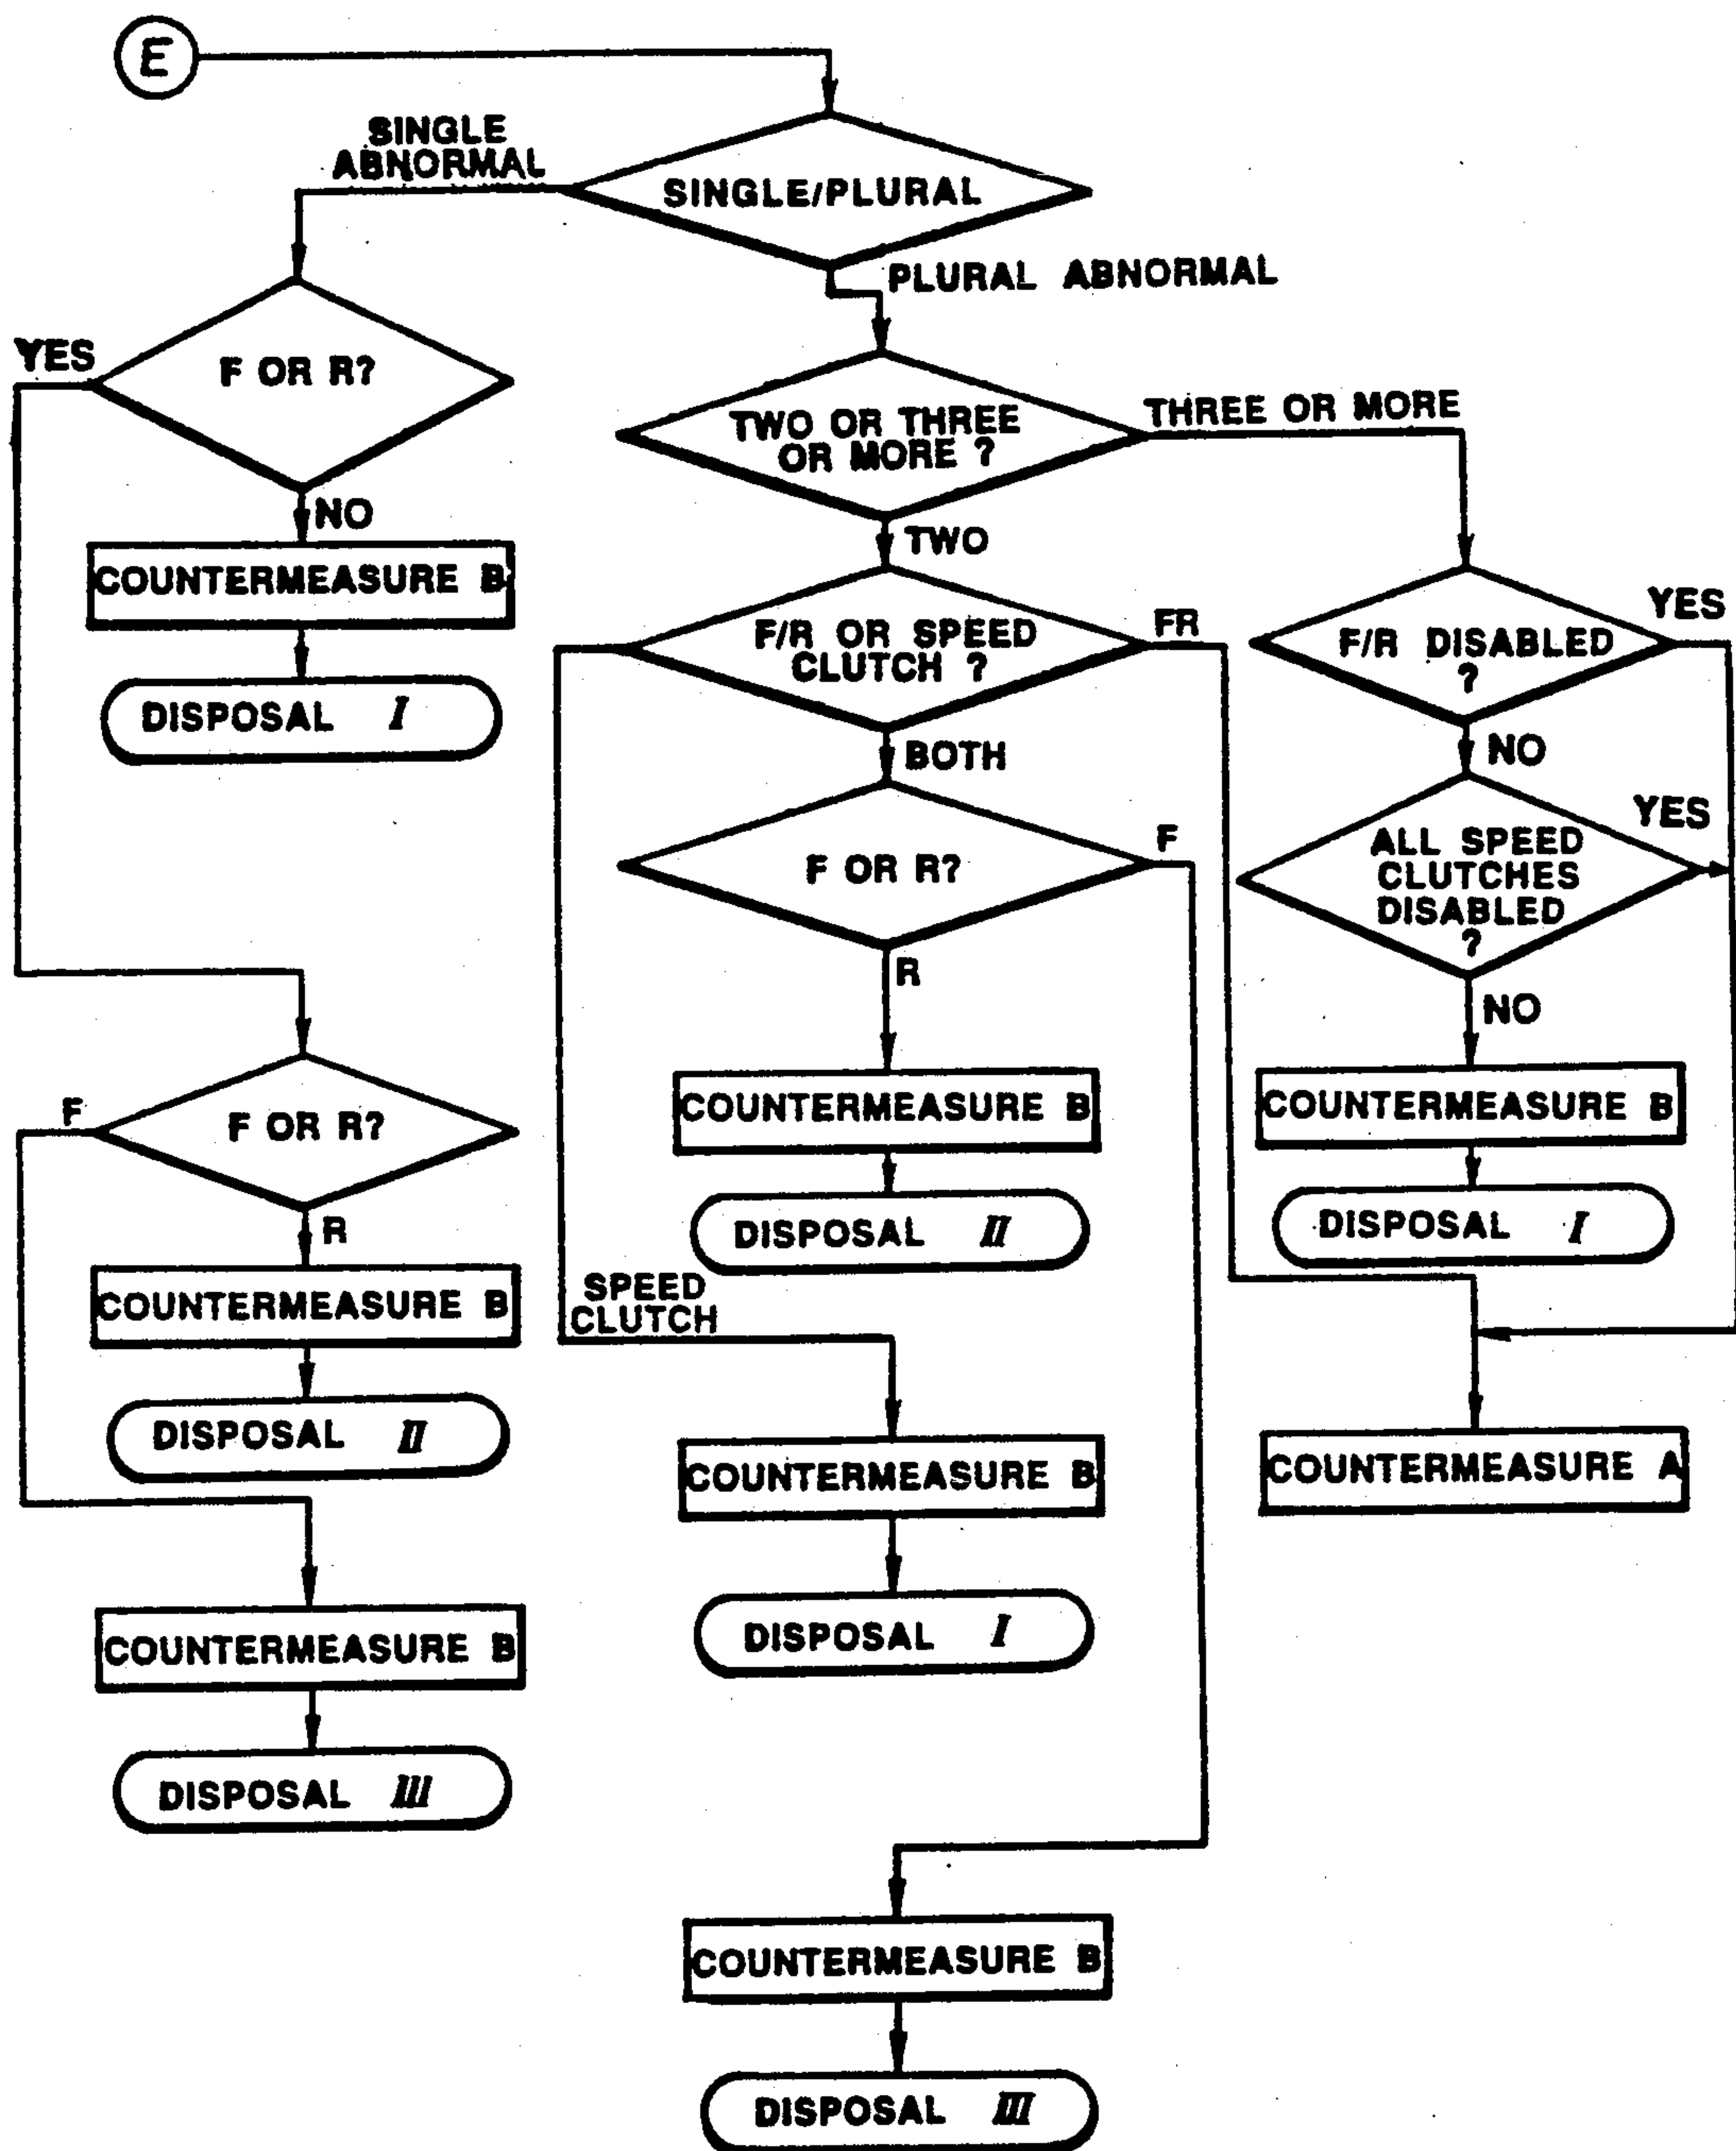 E
SINGLE
ABNORMAL
SINGLE/PLURAL
PLURAL ABNORMAL
YES
F OR R?
NO
COUNTERMEASURE B
DISPOSAL I
TWO OR THREE
OR MORE ?
THREE OR MORE
TWO
F/R OR SPEED
CLUTCH ?
FR
F/R DISABLED
?
YES
NO
BOTH
F OR R?
F
ALL SPEED
CLUTCHES
DISABLED
?
YES
NO
R
COUNTERMEASURE B
DISPOSAL II
COUNTERMEASURE B
DISPOSAL I
F
F OR R?
R
COUNTERMEASURE B
DISPOSAL II
SPEED
CLUTCH
COUNTERMEASURE B
DISPOSAL I
COUNTERMEASURE A
COUNTERMEASURE B
DISPOSAL III
COUNTERMEASURE B
DISPOSAL III